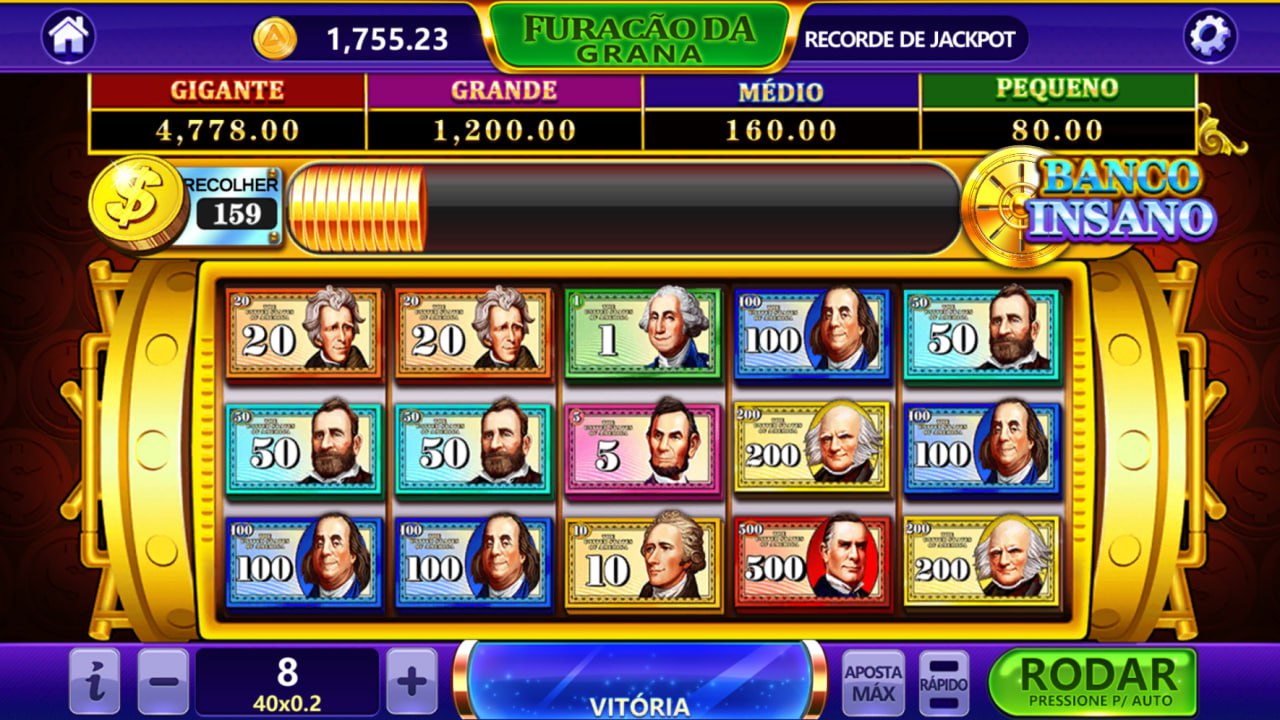 1,755.23
FURACÃO DA
GRANA
RECORDE DE JACKPOT
GIGANTE
GRANDE
MÉDIO
PEQUENO
4,778.00
1,200.00
160.00
80.00
RECOLHER
159
BANCO
INSANO
20 20 1 100 50
50 50 5 200 100
100 100 10 500 200
8
40x0.2
VITÓRIA
APOSTA
MÁX
RÁPIDO
RODAR
PRESSIONE P/ AUTO